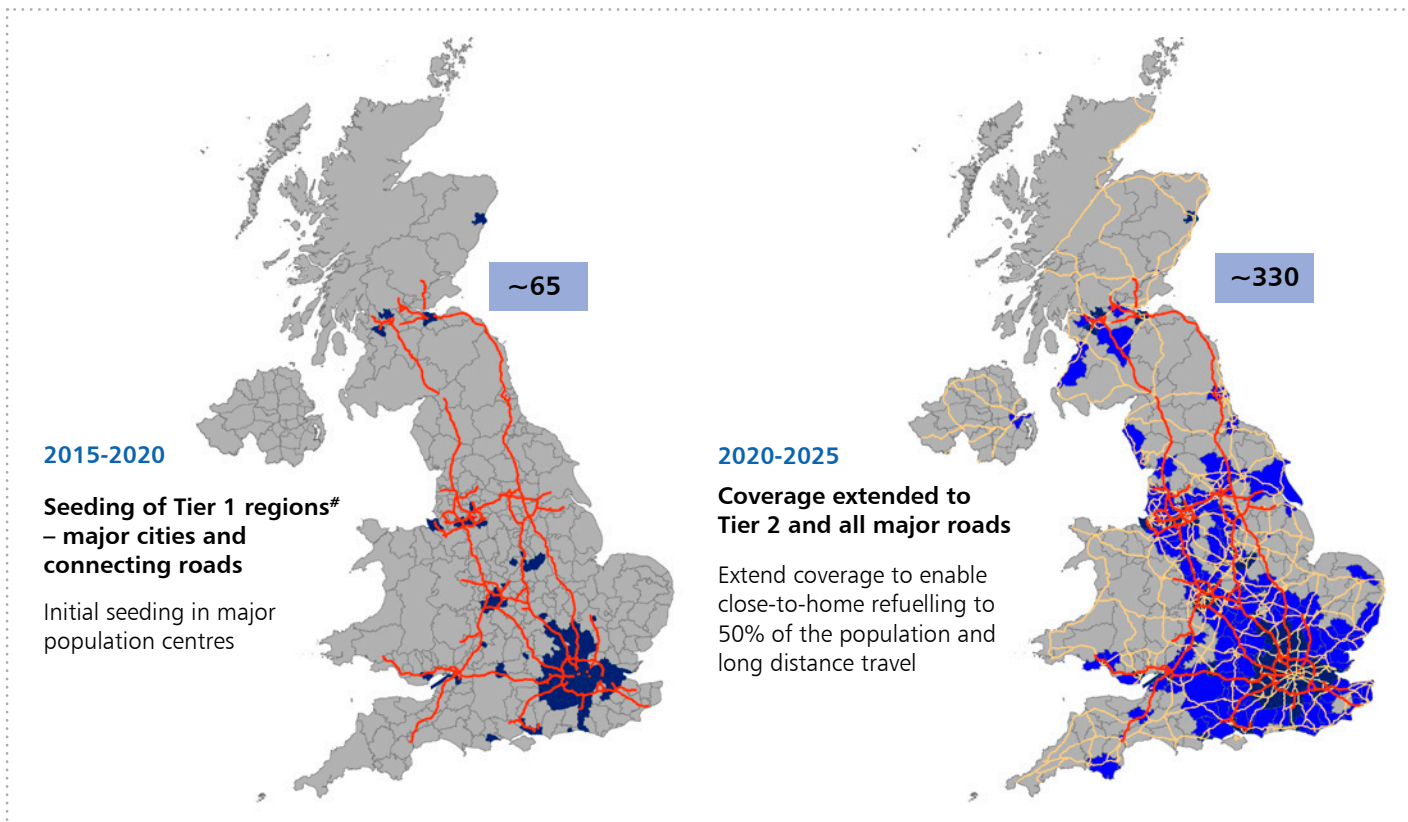 ~65
2015-2020
Seeding of Tier 1 regions#
– major cities and
connecting roads
Initial seeding in major
population centres
~330
2020-2025
Coverage extended to
Tier 2 and all major roads
Extend coverage to enable
close-to-home refuelling to
50% of the population and
long distance travel